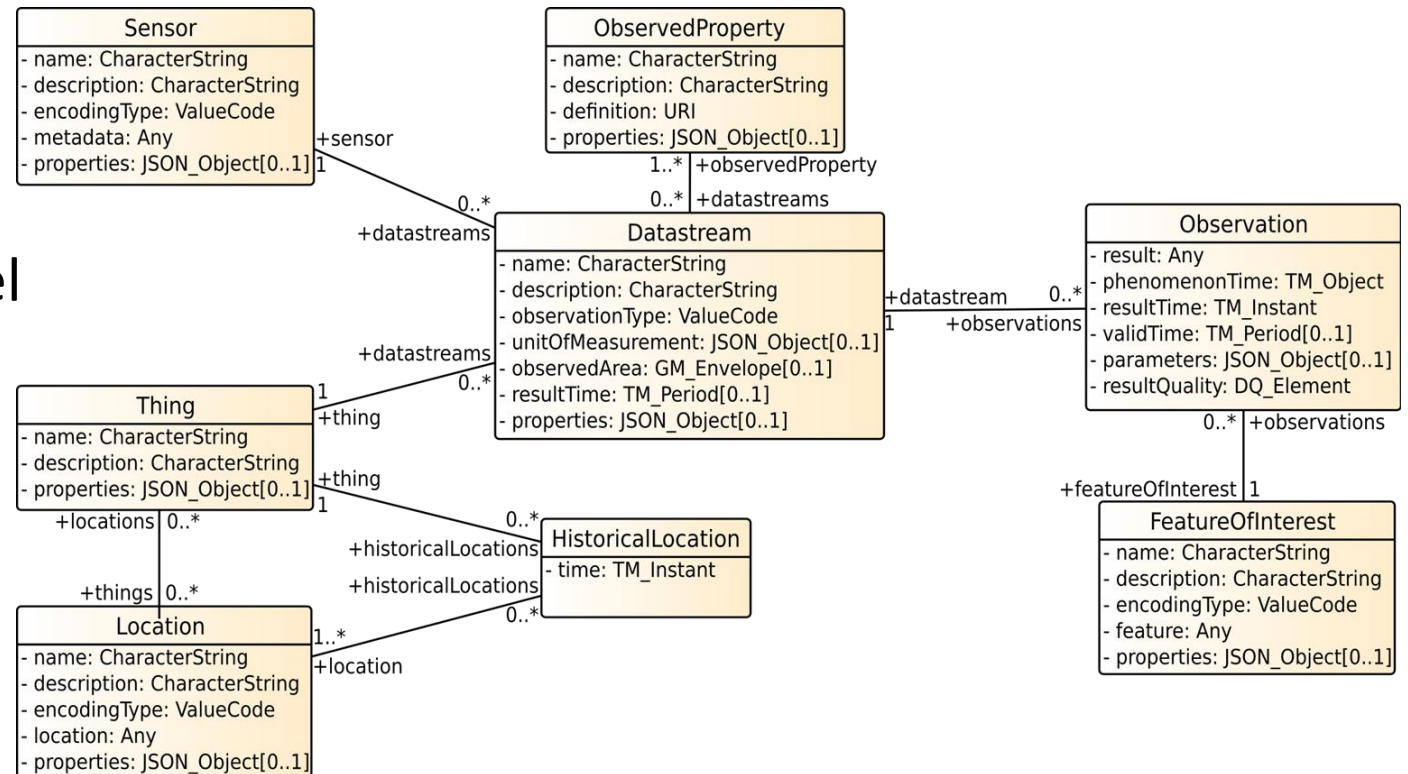 Sensor
- name: CharacterString
- description: CharacterString
- encodingType: ValueCode
- metadata: Any
- properties: JSON_Object[0..1]
+sensor
1
0..*
+datastreams
ObservedProperty
- name: CharacterString
- description: CharacterString
- definition: URI
- properties: JSON_Object[0..1]
1..* +observedProperty
0..* +datastreams
Datastream
- name: CharacterString
- description: CharacterString
- observationType: ValueCode
- unitOfMeasurement: JSON_Object[0..1]
- observedArea: GM_Envelope[0..1]
- resultTime: TM_Period[0..1]
- properties: JSON_Object[0..1]
+datastream
1
0..*
+observations
Observation
- result: Any
- phenomenonTime: TM_Object
- resultTime: TM_Instant
- validTime: TM_Period[0..1]
- parameters: JSON_Object[0..1]
- resultQuality: DQ_Element
0..* +observations
+featureOfInterest 1
FeatureOfInterest
- name: CharacterString
- description: CharacterString
- encodingType: ValueCode
- feature: Any
- properties: JSON_Object[0..1]
el
+datastreams
0..*
1
+thing
Thing
- name: CharacterString
- description: CharacterString
- properties: JSON_Object[0..1]
+thing
1
0..*
+historicalLocations
+historicalLocations
0..*
HistoricalLocation
- time: TM_Instant
+locations 0..*
+things 0..*
1..*
+location
Location
- name: CharacterString
- description: CharacterString
- encodingType: ValueCode
- location: Any
- properties: JSON_Object[0..1]